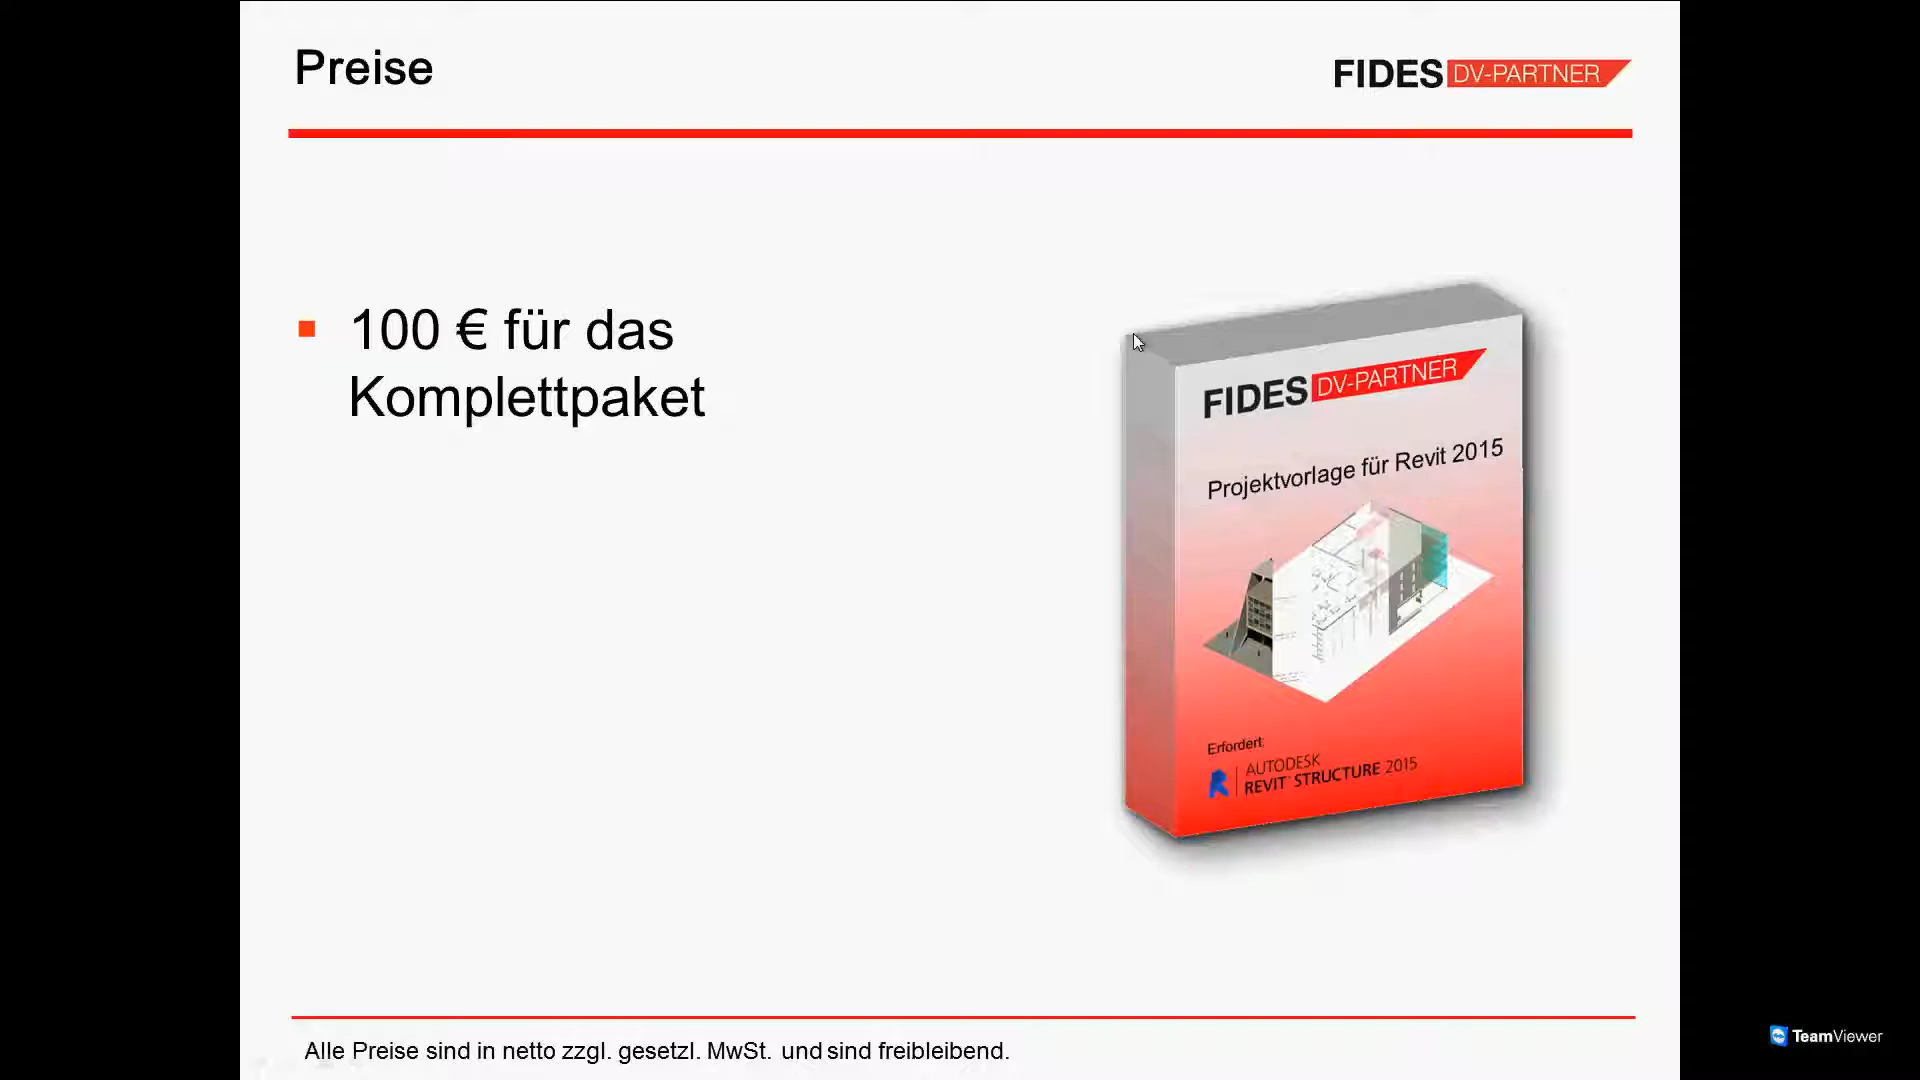 Preise
FIDES DV-PARTNER
100 € für das
Komplettpaket
FIDES DV-PARTNER
Projektvorlage für Revit 2015
Erfordert:
AUTODESK
REVIT STRUCTURE 2015
Alle Preise sind in netto zzgl. gesetzl. MwSt. und sind freibleibend.
TeamViewer